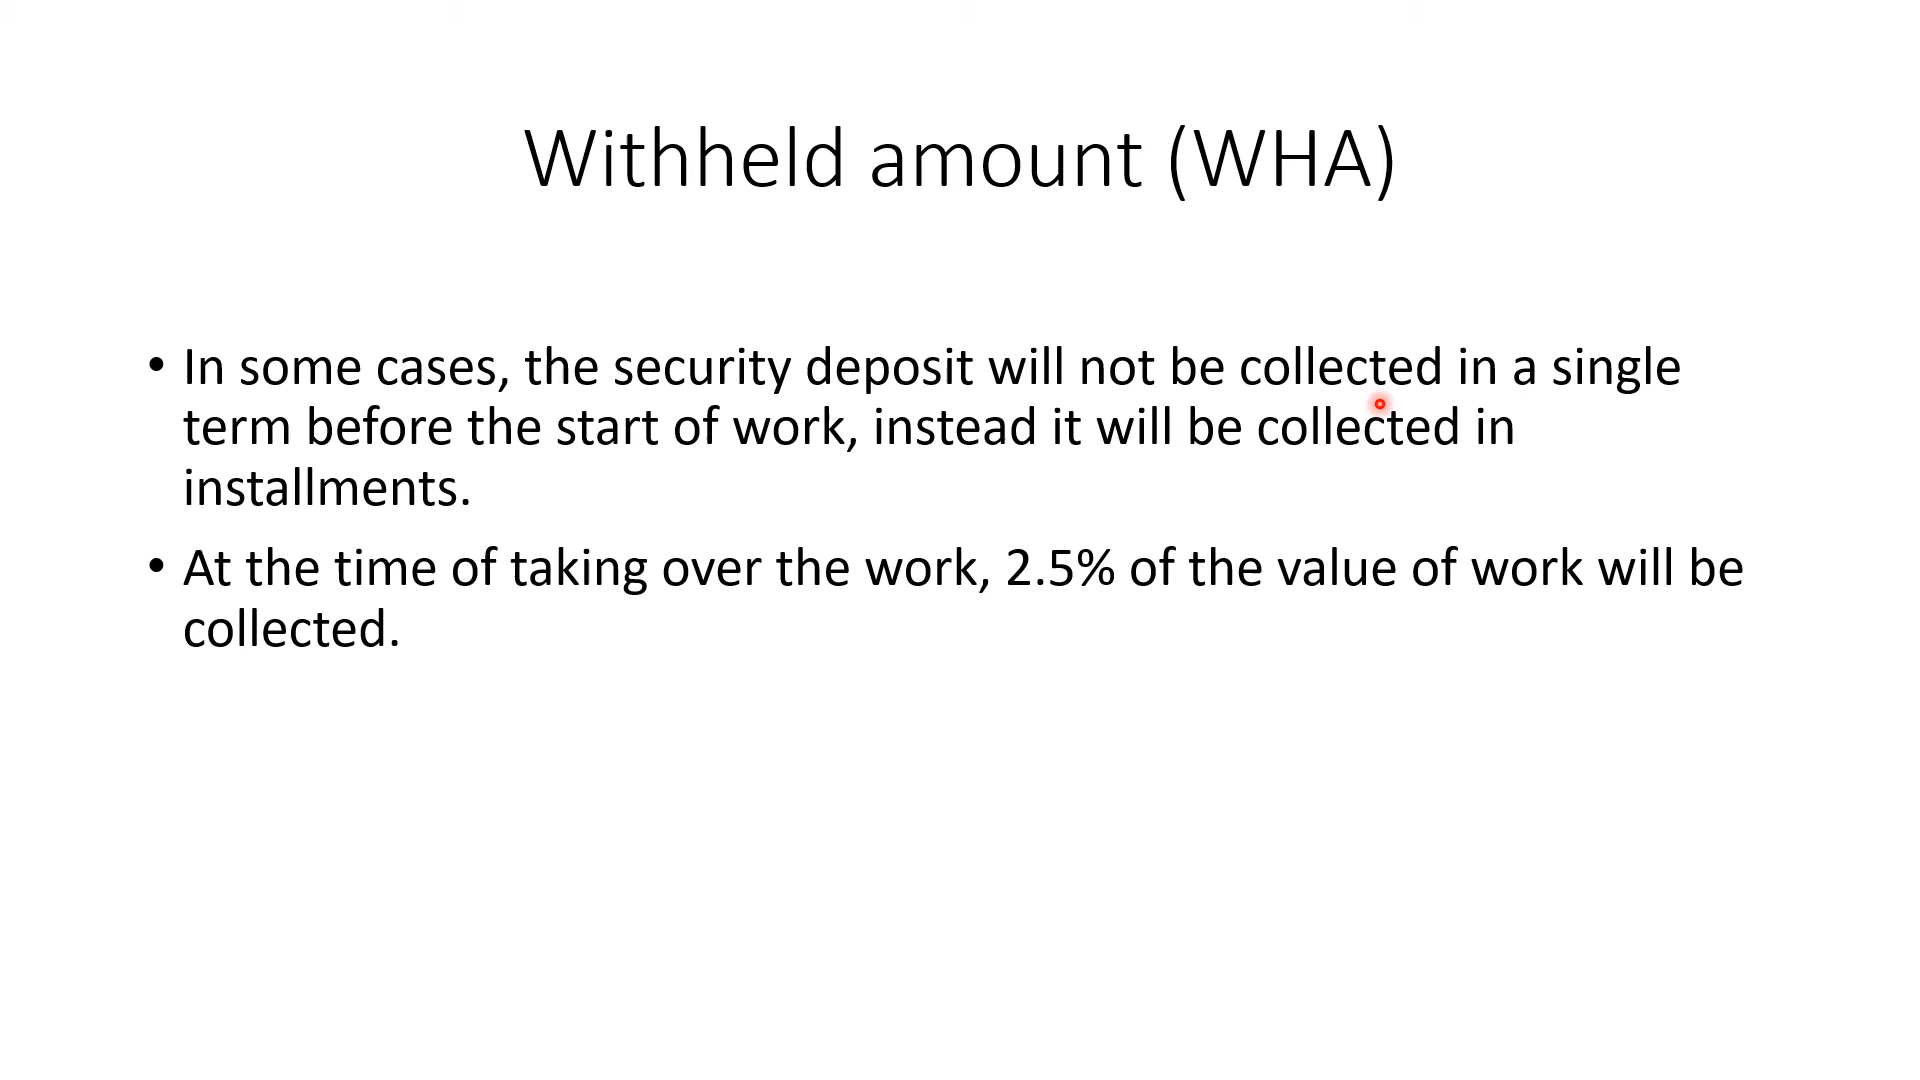 Withheld amount (WHA)
• In some cases, the security deposit will not be collected in a single
term before the start of work, instead it will be collected in
installments.
• At the time of taking over the work, 2.5% of the value of work will be
collected.